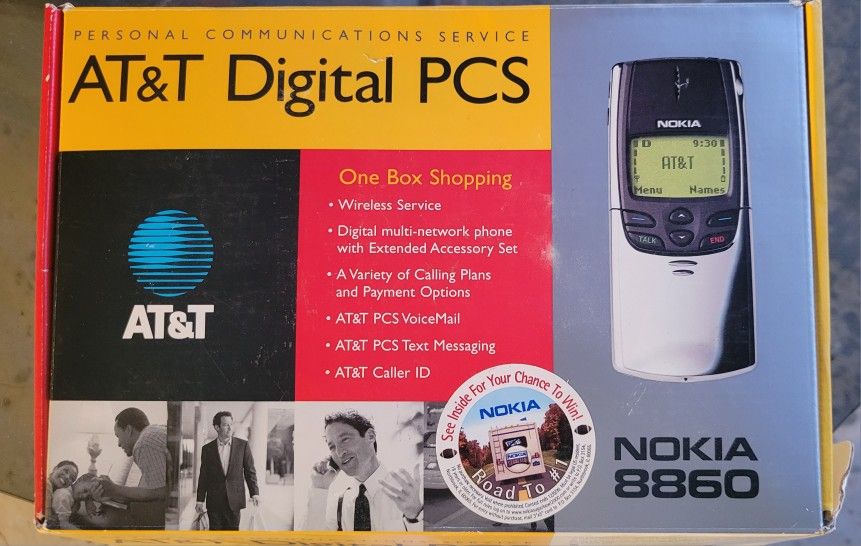 PERSONAL COMMUNICATIONS SERVICE
AT&T Digital PCS
One Box Shopping
• Wireless Service
• Digital multi-network phone
with Extended Accessory Set
• A Variety of Calling Plans
and Payment Options
• AT&T PCS VoiceMail
• AT&T PCS Text Messaging
• AT&T Caller ID
AT&T
NOKIA
ID 9:30
AT&T
Menu Names
TALK END
See Inside For Your Chance To Win!
NOKIA
Road To #1
NOKIA
8860